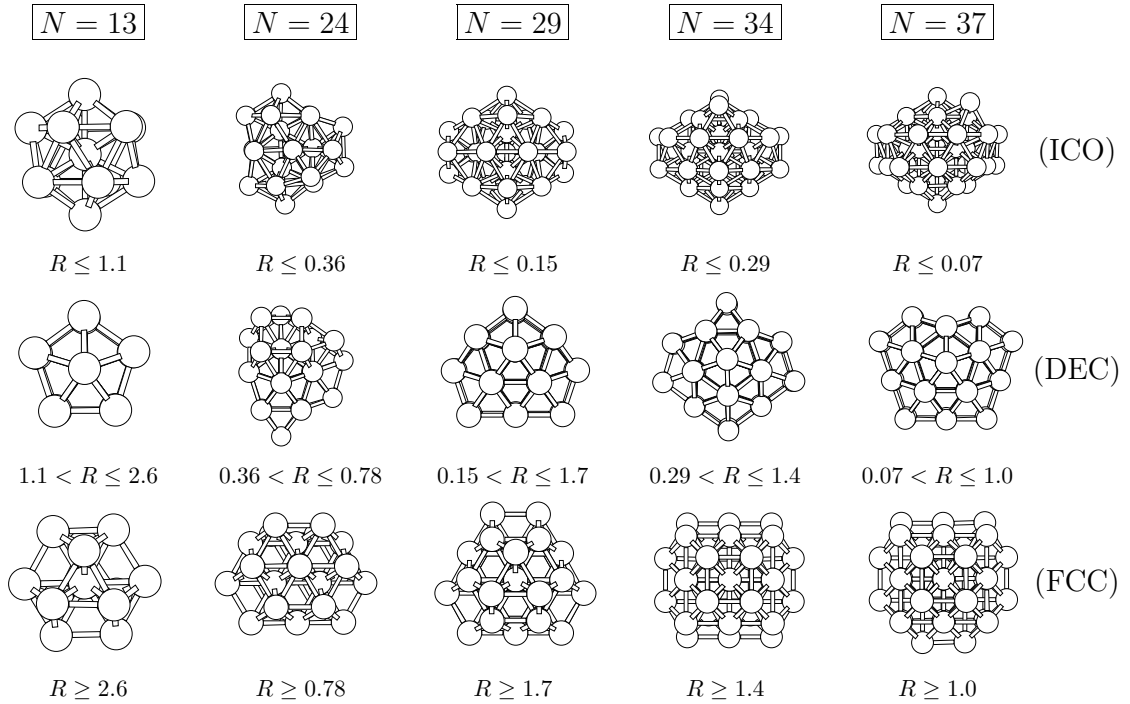 N = 13 N = 24 N = 29 N = 34 N = 37
(ICO)
R ≤ 1.1 R ≤ 0.36 R ≤ 0.15 R ≤ 0.29 R ≤ 0.07
(DEC)
1.1 < R ≤ 2.6 0.36 < R ≤ 0.78 0.15 < R ≤ 1.7 0.29 < R ≤ 1.4 0.07 < R ≤ 1.0
(FCC)
R ≥ 2.6 R ≥ 0.78 R ≥ 1.7 R ≥ 1.4 R ≥ 1.0